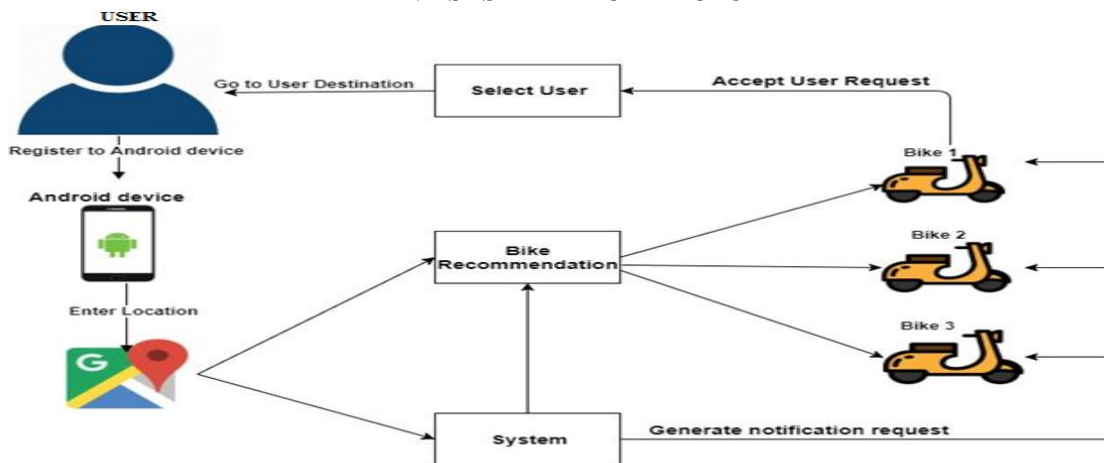 USER
Go to User Destination
Select User
Accept User Request
Register to Android device
Bike 1
Android device
Bike 2
Bike
Recommendation
Enter Location
Bike 3
G
System
Generate notification request